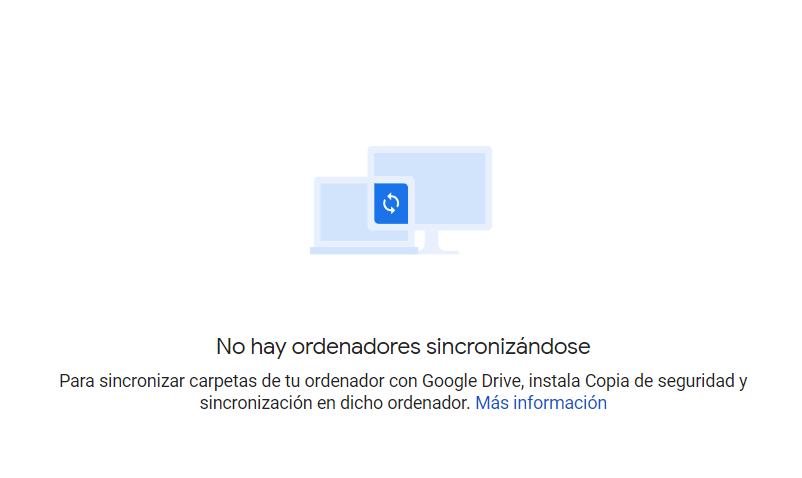 No hay ordenadores sincronizándose
Para sincronizar carpetas de tu ordenador con Google Drive, instala Copia de seguridad y
sincronización en dicho ordenador. Más información